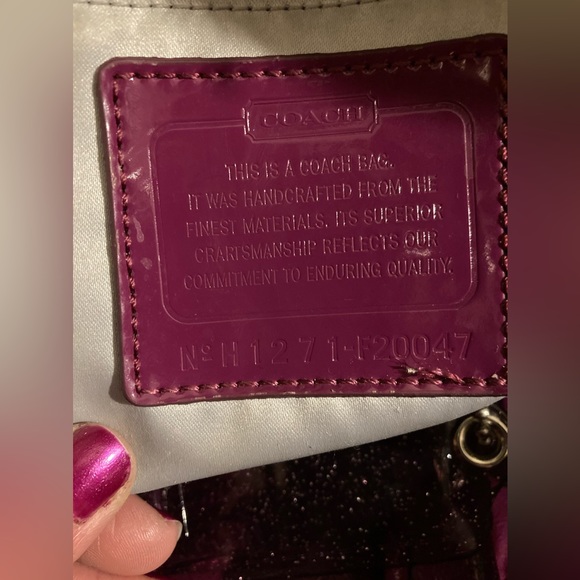 COACH
THIS IS A COACH BAG.
IT WAS HANDCRAFTED FROM THE
FINEST MATERIALS. ITS SUPERIOR
CRARTSMANSHIP REFLECTS OUR
COMMITMENT TO ENDURING QUALITY.
Nº H1271-F20047